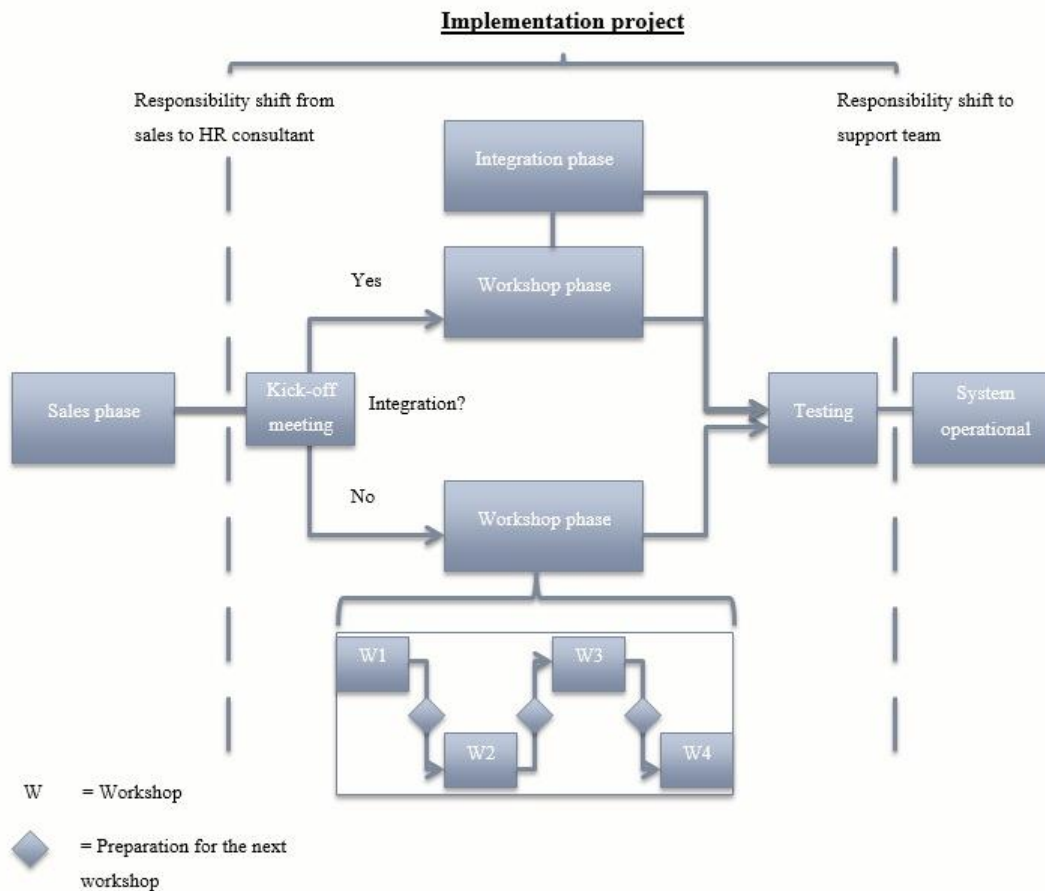 Implementation project
Responsibility shift from
sales to HR consultant
Responsibility shift to
support team
Integration phase
Yes
Workshop phase
Sales phase
Kick-off
meeting
Integration?
Testing
System
operational
No
Workshop phase
W1
W3
W2
W4
W = Workshop
= Preparation for the next
workshop